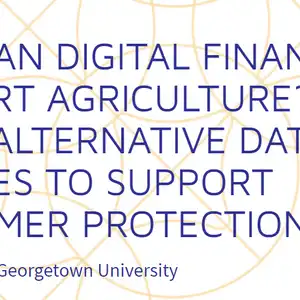 AN DIGITAL FINAN
RT AGRICULTURE?
ALTERNATIVE DAT
ES TO SUPPORT
MER PROTECTION
Georgetown University